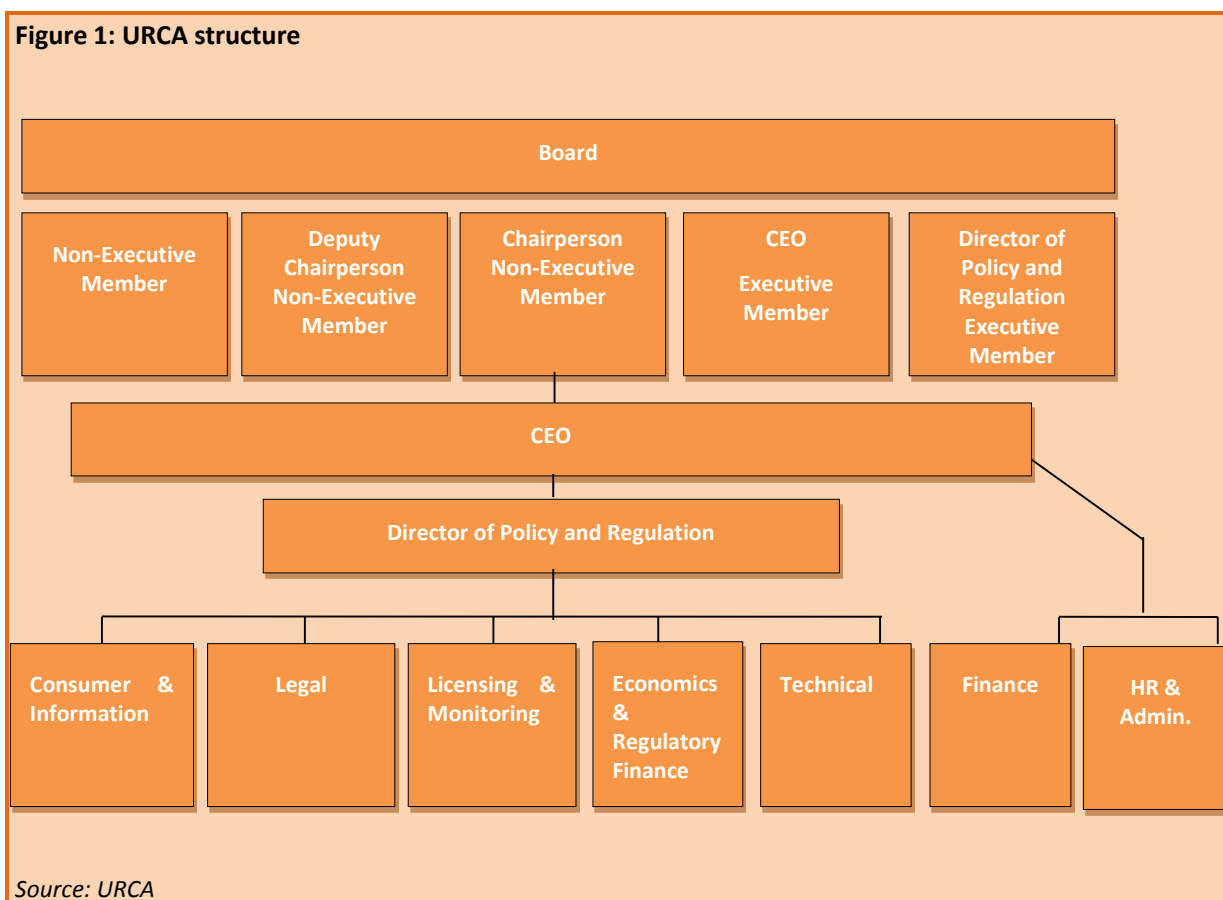 Figure 1: URCA structure
Board
Non-Executive
Member
Deputy
Chairperson
Non-Executive
Member
Chairperson
Non-Executive
Member
CEO
Executive
Member
Director of
Policy and
Regulation
Executive
Member
CEO
Director of Policy and Regulation
Consumer &
Information
Legal
Licensing &
Monitoring
Economics
&
Regulatory
Finance
Technical
Finance
HR &
Admin.
Source: URCA